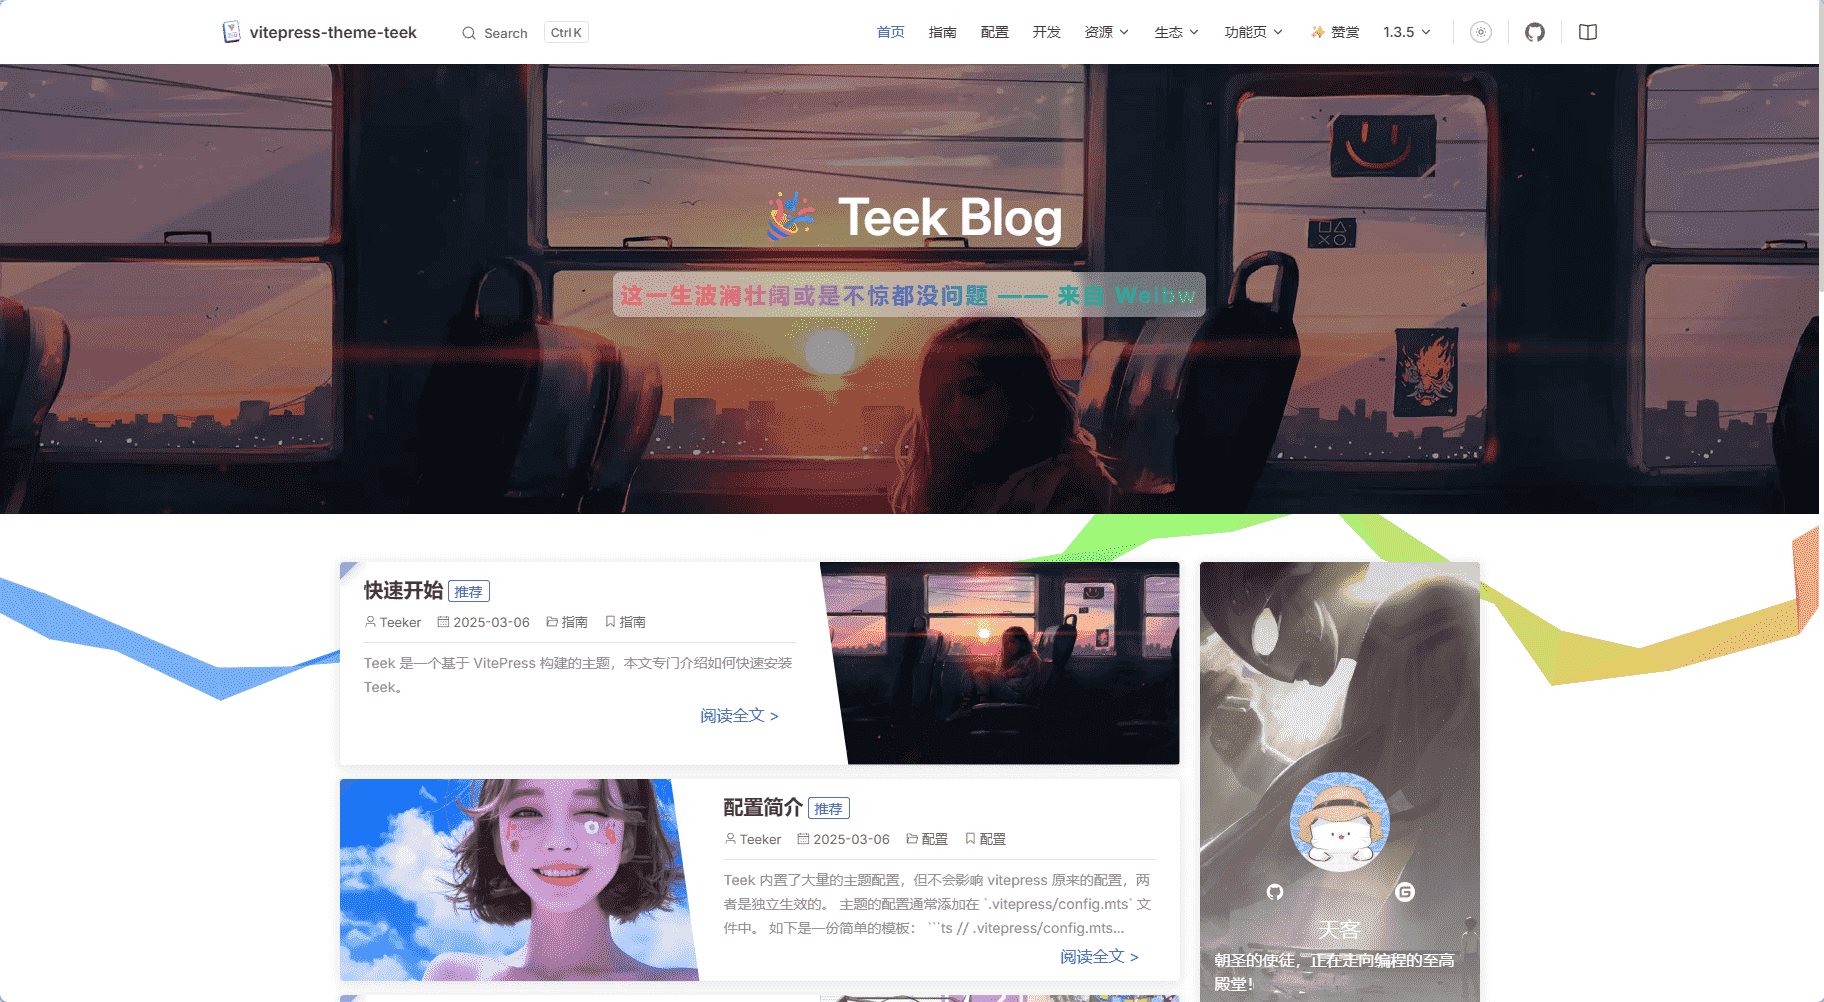 vitepress-theme-teek
Search
Ctrl K
首页
指南
配置
开发
资源
生态
功能页
✨ 赞赏
1.3.5
🎉 Teek Blog
这一生波澜壮阔或是不惊都没问题 —— 来自 Weibw
快速开始 推荐
Teeker 2025-03-06 指南 指南
Teek 是一个基于 VitePress 构建的主题，本文专门介绍如何快速安装
Teek。
阅读全文 >
配置简介 推荐
Teeker 2025-03-06 配置 配置
Teek 内置了大量的主题配置，但不会影响 vitepress 原来的配置，两
者是独立生效的。 主题的配置通常添加在 `.vitepress/config.mts` 文
件中。 如下是一份简单的模板： ```ts // .vitepress/config.mts...
阅读全文 >
天客
朝圣的使徒，正在走向编程的至高
殿堂！